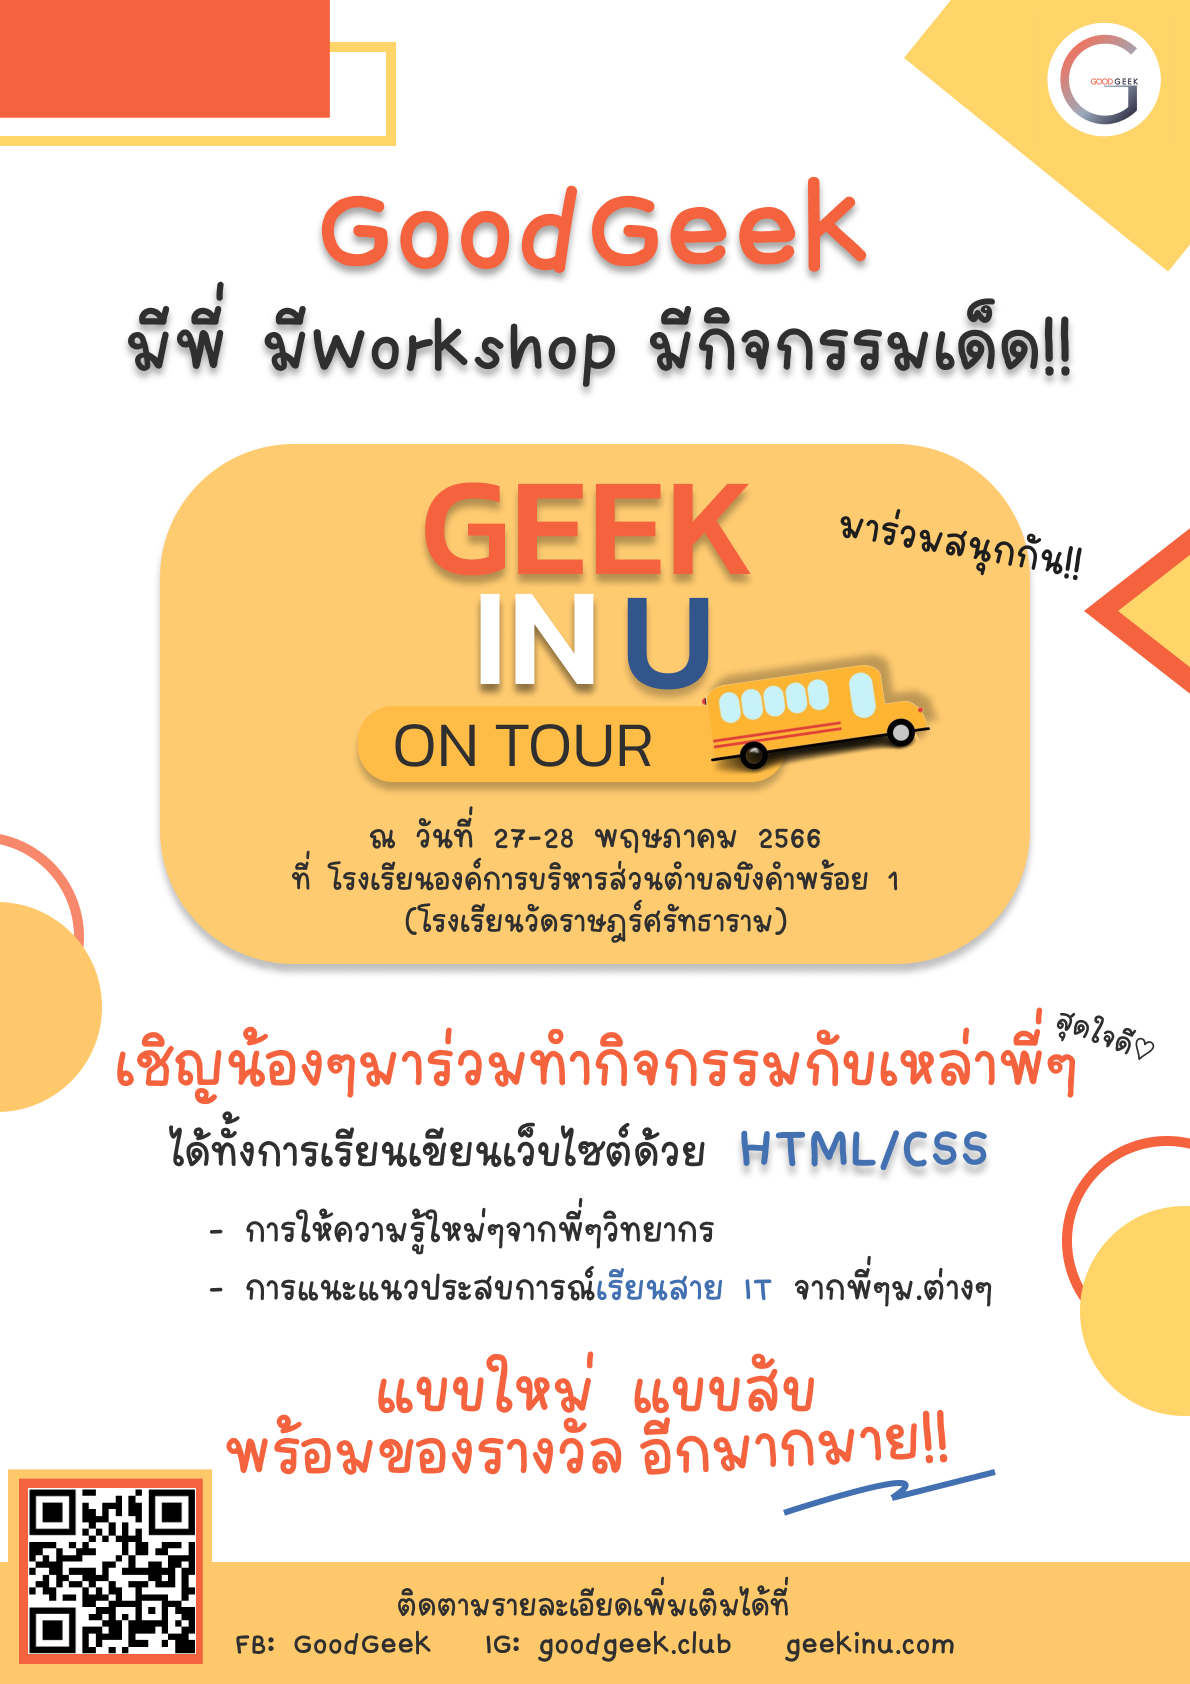 GOODGEEK
GoodGeek
มีพี่ มีworkshop มีกิจกรรมเด็ด!!
GEEK
มาร่วมสนุกกัน!!
IN U
ON TOUR
ณ วันที่ 27-28 พฤษภาคม 2566
ที่ โรงเรียนองค์การบริหารส่วนตำบลบึงคำพร้อย 1
(โรงเรียนวัดราษฎร์ศรัทธาราม)
สุดใจดี♡
เชิญน้องๆมาร่วมทำกิจกรรมกับเหล่าพี่ๆ
ได้ทั้งการเรียนเขียนเว็บไซต์ด้วย HTML/CSS
- การให้ความรู้ใหม่ๆจากพี่ๆวิทยากร
- การแนะแนวประสบการณ์เรียนสาย IT จากพี่ๆม.ต่างๆ
แบบใหม่ แบบสับ
พร้อมของรางวัล อีกมากมาย!!
ติดตามรายละเอียดเพิ่มเติมได้ที่
FB: GoodGeek IG: goodgeek.club geekinu.com